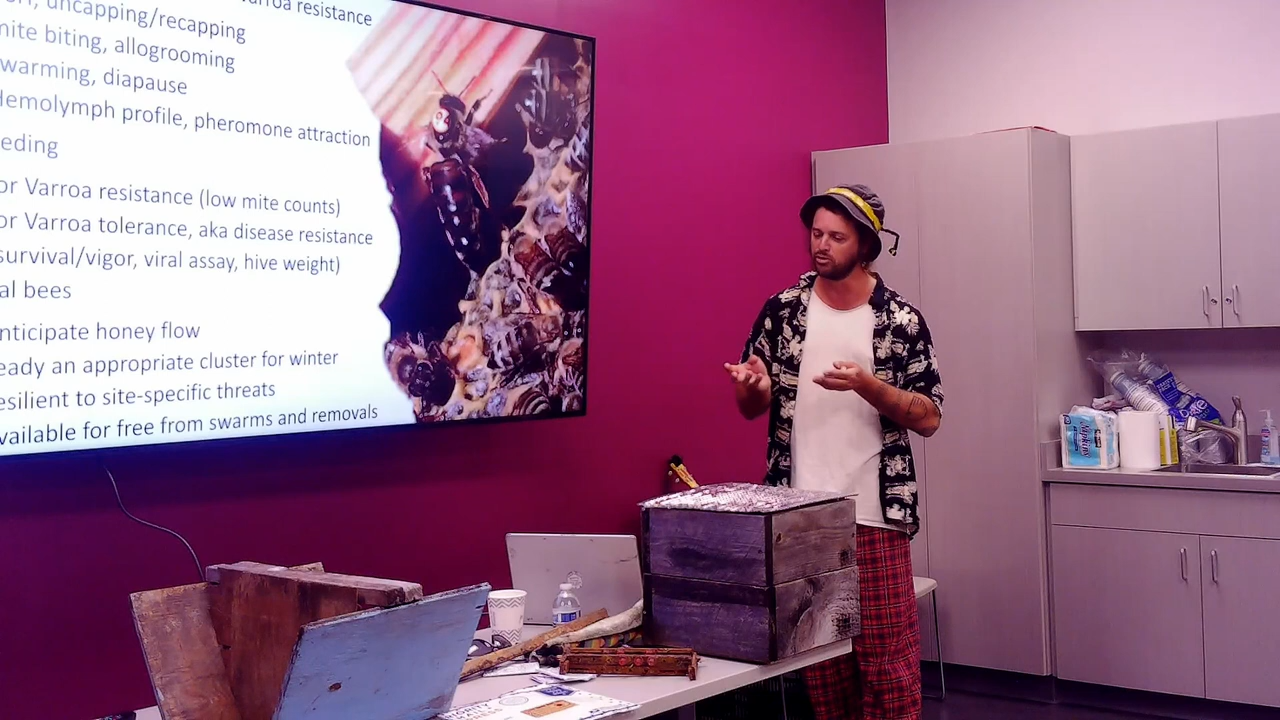 Varroa resistance
uncapping/recapping
mite biting, allogrooming
warming, diapause
Hemolymph profile, pheromone attraction
eeding
or Varroa resistance (low mite counts)
or Varroa tolerance, aka disease resistance
survival/vigor, viral assay, hive weight)
al bees
nticipate honey flow
eady an appropriate cluster for winter
esilient to site-specific threats
vailable for free from swarms and removals
Dixie